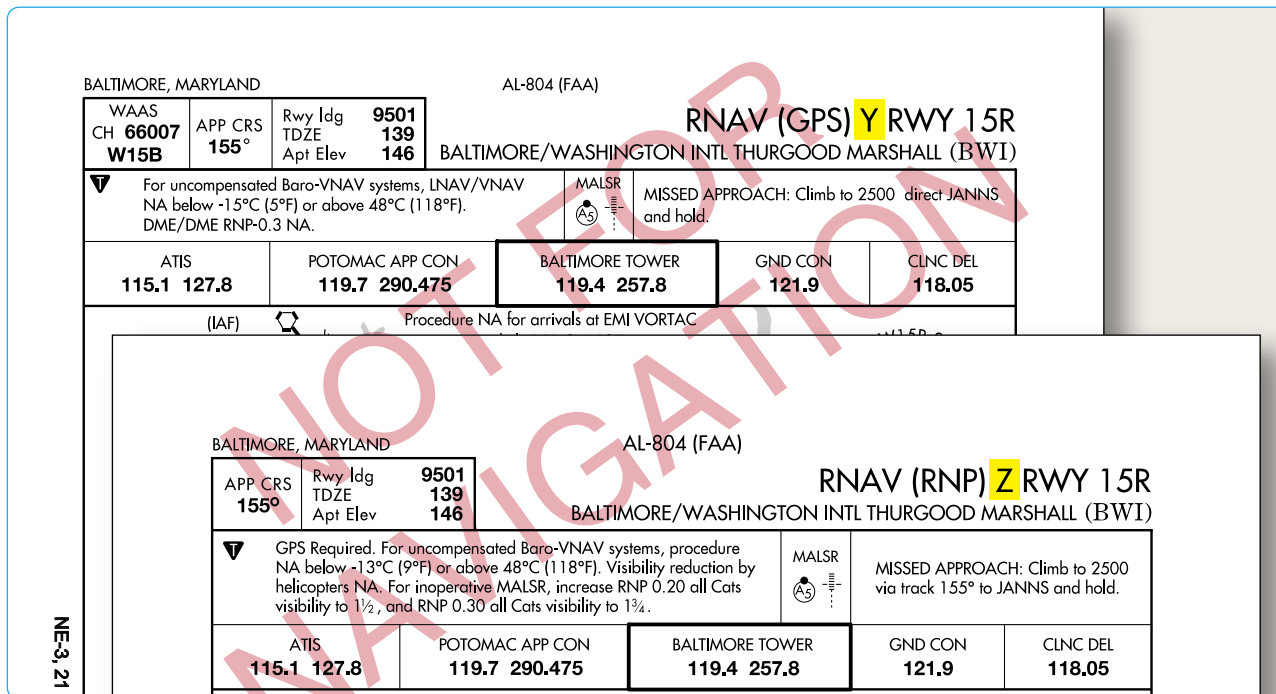 BALTIMORE, MARYLAND
AL-804 (FAA)
WAAS
CH 66007
W15B
APP CRS
155°
Rwy ldg 9501
TDZE 139
Apt Elev 146
RNAV (GPS) Y RWY 15R
BALTIMORE/WASHINGTON INTL THURGOOD MARSHALL (BWI)
T
For uncompensated Baro-VNAV systems, LNAV/VNAV
NA below -15°C (5°F) or above 48°C (118°F).
DME/DME RNP-0.3 NA.
MALSR
A5
MISSED APPROACH: Climb to 2500 direct JANNS
and hold.
ATIS
115.1 127.8
POTOMAC APP CON
119.7 290.475
BALTIMORE TOWER
119.4 257.8
GND CON
121.9
CLNC DEL
118.05
(IAF)
Procedure NA for arrivals at EMI VORTAC
NOT FOR
NAVIGATION
BALTIMORE, MARYLAND
AL-804 (FAA)
APP CRS
155°
Rwy ldg 9501
TDZE 139
Apt Elev 146
RNAV (RNP) Z RWY 15R
BALTIMORE/WASHINGTON INTL THURGOOD MARSHALL (BWI)
T
GPS Required. For uncompensated Baro-VNAV systems, procedure
NA below -13°C (9°F) or above 48°C (118°F). Visibility reduction by
helicopters NA. For inoperative MALSR, increase RNP 0.20 all Cats
visibility to 1½, and RNP 0.30 all Cats visibility to 1¾.
MALSR
A5
MISSED APPROACH: Climb to 2500
via track 155° to JANNS and hold.
ATIS
115.1 127.8
POTOMAC APP CON
119.7 290.475
BALTIMORE TOWER
119.4 257.8
GND CON
121.9
CLNC DEL
118.05
NE-3, 21